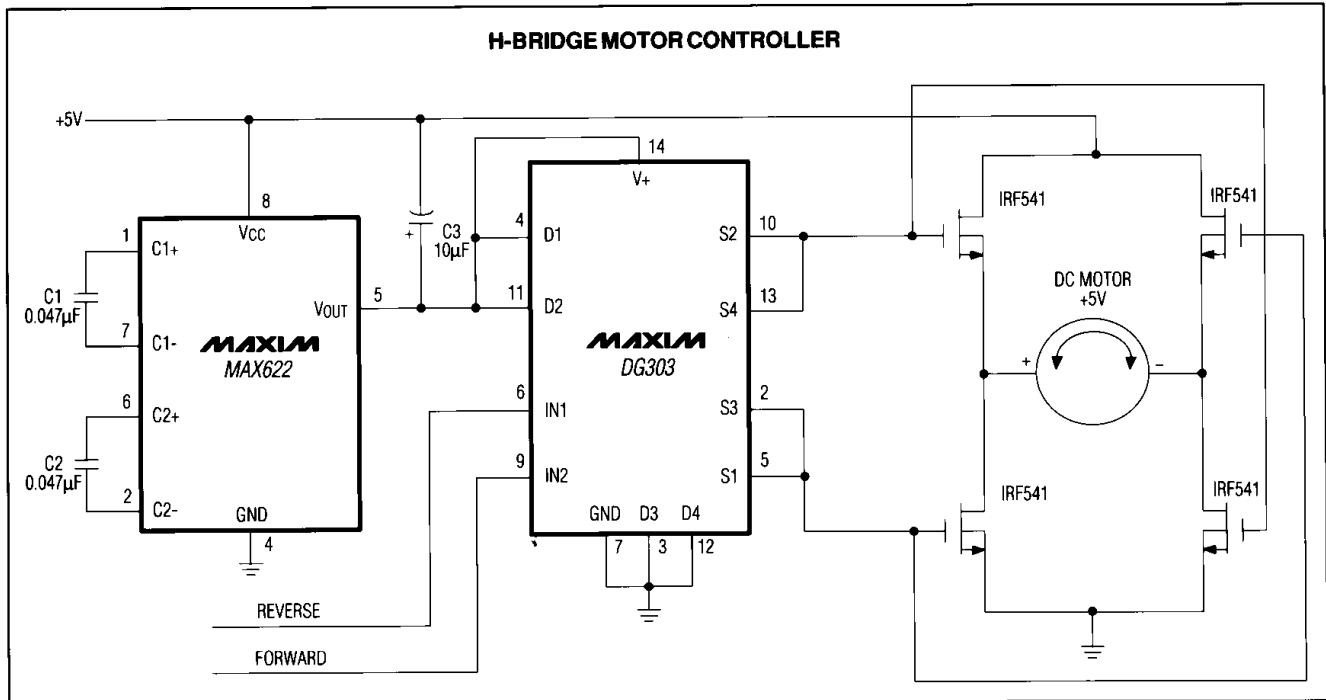 H-BRIDGE MOTOR CONTROLLER
+5V
8
VCC
1
C1+
C1
0.047µF
7
C1-
MAXIM
MAX622
VOUT
5
6
C2+
C2
0.047µF
2
C2-
GND
4
+
C3
10µF
14
V+
4
D1
11
D2
MAXIM
DG303
6
IN1
9
IN2
S2
10
S4
13
S3
2
S1
5
GND
D3
D4
7
3
12
REVERSE
FORWARD
IRF541
IRF541
DC MOTOR
+5V
+
-
IRF541
IRF541